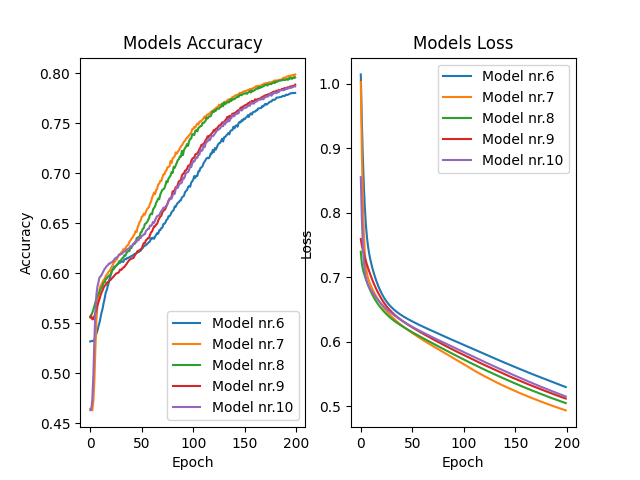 Models Accuracy
Accuracy
0.80
0.75
0.70
0.65
0.60
0.55
0.50
0.45
0
50
100
150
200
Epoch
Model nr.6
Model nr.7
Model nr.8
Model nr.9
Model nr.10
Models Loss
Loss
1.0
0.9
0.8
0.7
0.6
0.5
0
50
100
150
200
Epoch
Model nr.6
Model nr.7
Model nr.8
Model nr.9
Model nr.10